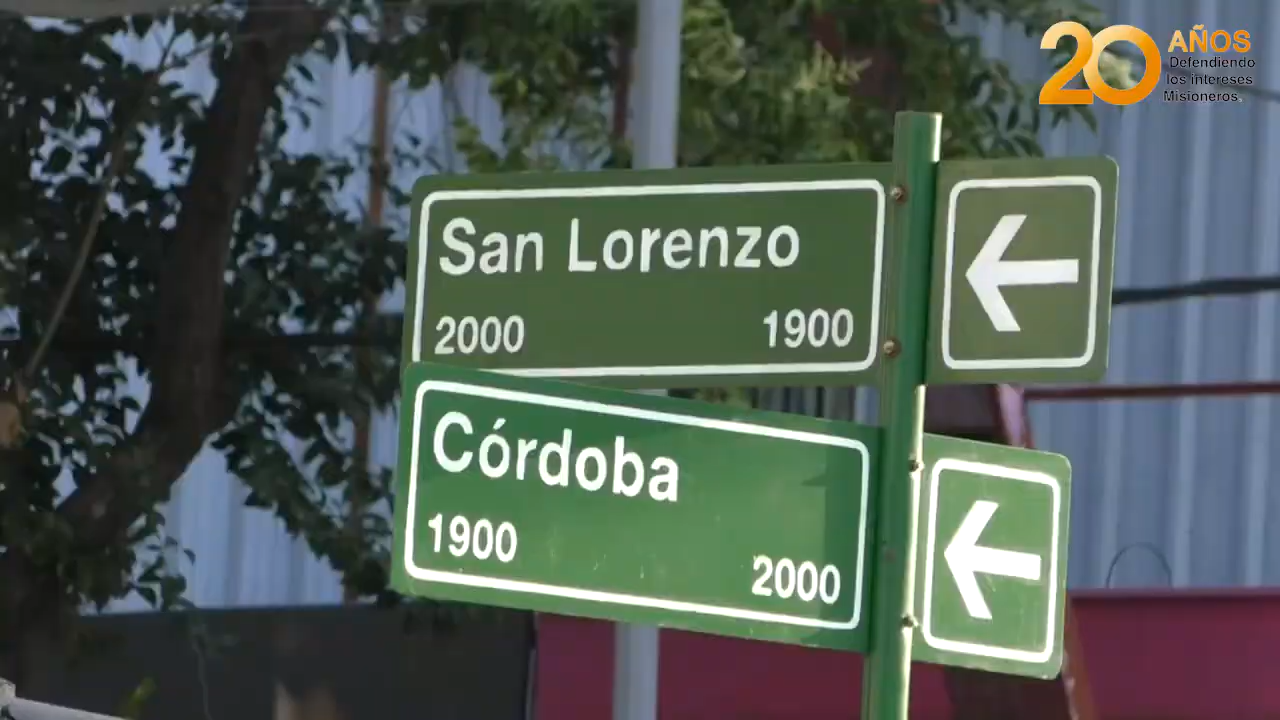 20 AÑOS
Defendiendo
los intereses
Misioneros.
San Lorenzo
2000 1900
Córdoba
1900 2000